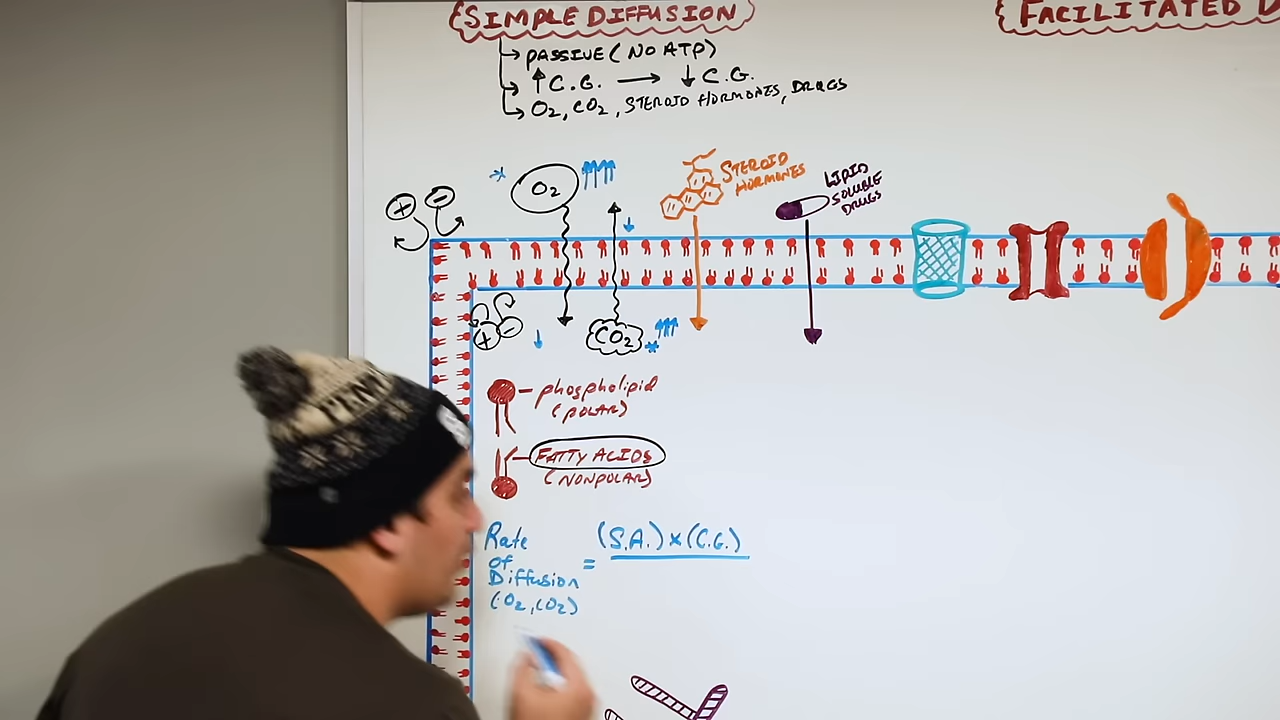 SIMPLE DIFFUSION
FACILITATED D
→ PASSIVE (NO ATP)
→ ↑ C.G. → ↓ C.G.
→ O2, CO2, STEROID HORMONES, DRUGS
+
-
* O2 ↑↑↑
STEROID
HORMONES
LIPID
SOLUBLE
DRUGS
↓
+
-
↓
CO2 * ↑↑↑
phospholipid
(POLAR)
FATTY ACIDS
(NONPOLAR)
Rate
of
Diffusion
(O2, CO2)
= (S.A.) x (C.G.)